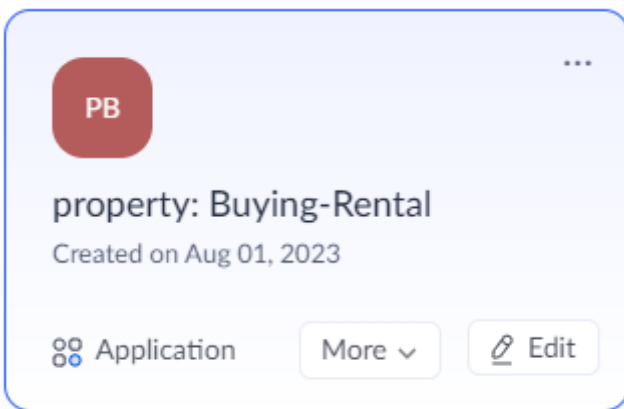 PB
property: Buying-Rental
Created on Aug 01, 2023
Application More Edit